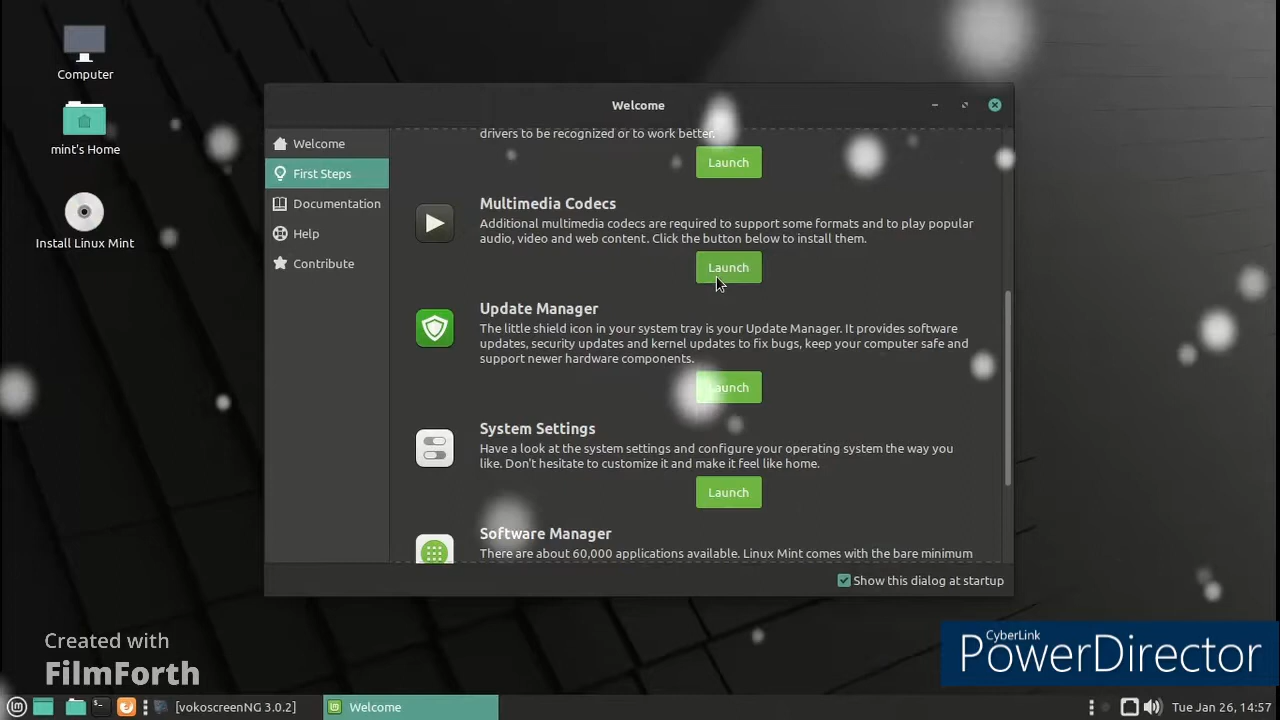 Computer
mint's Home
Install Linux Mint
Welcome
Welcome
First Steps
Documentation
Help
Contribute
drivers to be recognized or to work better.
Launch
Multimedia Codecs
Additional multimedia codecs are required to support some formats and to play popular
audio, video and web content. Click the button below to install them.
Launch
Update Manager
The little shield icon in your system tray is your Update Manager. It provides software
updates, security updates and kernel updates to fix bugs, keep your computer safe and
support newer hardware components.
Launch
System Settings
Have a look at the system settings and configure your operating system the way you
like. Don't hesitate to customize it and make it feel like home.
Launch
Software Manager
There are about 60,000 applications available. Linux Mint comes with the bare minimum
Show this dialog at startup
Created with
FilmForth
CyberLink
PowerDirector
[vokoscreenNG 3.0.2]
Welcome
Tue Jan 26, 14:57